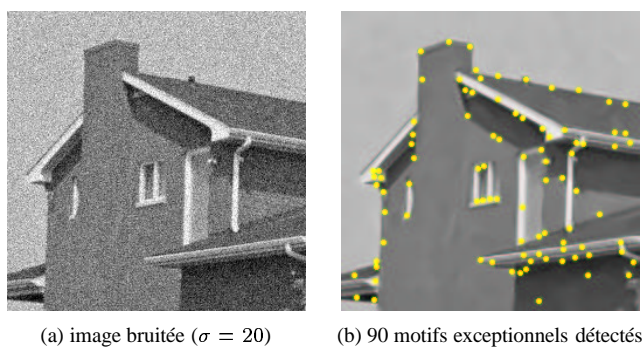 (a) image bruitée (σ = 20)
(b) 90 motifs exceptionnels détectés